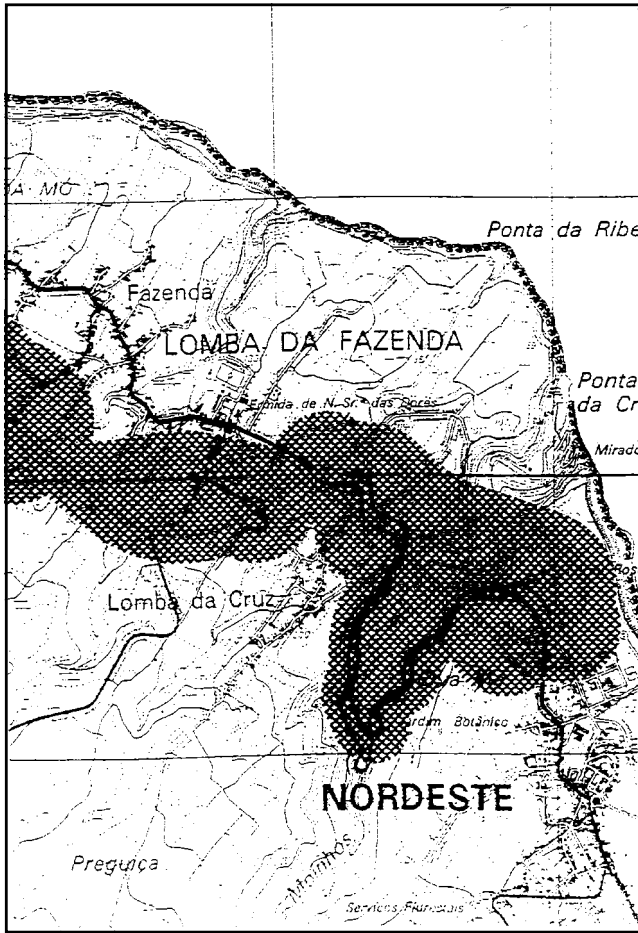 A MÓ
Ponta da Ribe
Fazenda
LOMBA DA FAZENDA
Ermida de N. Sr.ª das Dores
Ponta
da Cr
Mirado
Lomba da Cruz
Jardim Botânico
NORDESTE
Preguiça
Moinhos
Serviços Florestais